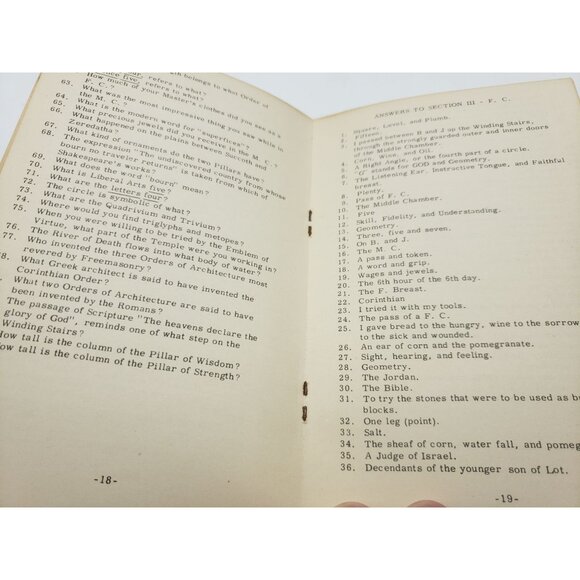 belongs to what Order of
refers to what?
five, refers to what?
How much of your Master's clothes did you see as
63. F. C.?
64. What was the most impressive thing you saw while in
the M. C.?
65. What is the modern word for "superfices"?
66. What precious jewels did you receive in the M. C.?
67. What happened on the plains between Succoth and
Zeredatha?
68. What kind of ornaments do the two Pillars have?
The expression "The undiscovered country from whose
bourn no traveler returns" is taken from which of
Shakespeare's works?
69. What does the word "bourn" mean?
70. What is Liberal Arts five?
71. What are the letters four?
72. The circle is symbolic of what?
73. What are the Quadrivium and Trivium?
74. Where would you find triglyphs and metopes?
75. When you were willing to be tried by the Emblem of
Virtue, what part of the Temple were you working in?
76. The River of Death flows into what body of water?
77. Who invented the three Orders of Architecture most
revered by Freemasonry?
8. What Greek architect is said to have invented the
Corinthian Order?
What two Orders of Architecture are said to have
been invented by the Romans?
The passage of Scripture "The heavens declare the
glory of God", reminds one of what step on the
Winding Stairs?
How tall is the column of the Pillar of Wisdom?
How tall is the column of the Pillar of Strength?
-18-
ANSWERS TO SECTION III - F. C.
1. Square, Level, and Plumb.
2. Fifteen.
3. I passed between B and J up the Winding Stairs,
through the strongly guarded outer and inner doors
of the Middle Chamber.
4. Corn, Wine, and Oil.
5. A Right Angle, or the fourth part of a circle.
6. "G" stands for GOD and Geometry.
7. The Listening Ear, Instructive Tongue, and Faithful
breast.
8. Plenty.
9. Pass of F. C.
10. The Middle Chamber.
11. Five
12. Skill, Fidelity, and Understanding.
13. Geometry.
14. Three, five and seven.
15. On B. and J.
16. The M. C.
17. A pass and token.
18. A word and grip.
19. Wages and jewels.
20. The 6th hour of the 6th day.
21. The F. Breast.
22. Corinthian
23. I tried it with my tools.
24. The pass of a F. C.
25. I gave bread to the hungry, wine to the sorrow
to the sick and wounded.
26. An ear of corn and the pomegranate.
27. Sight, hearing, and feeling.
28. Geometry.
29. The Jordan.
30. The Bible.
31. To try the stones that were to be used as bu
blocks.
32. One leg (point).
33. Salt.
34. The sheaf of corn, water fall, and pomeg
35. A Judge of Israel.
36. Decendants of the younger son of Lot.
-19-